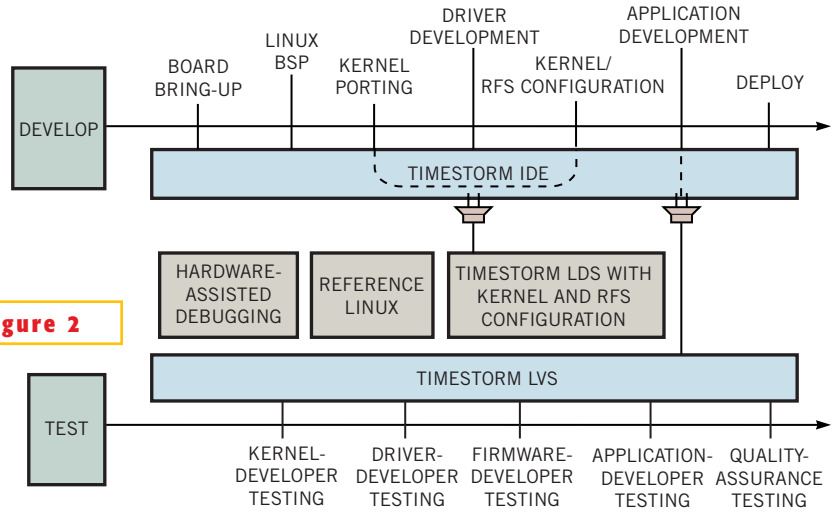 DRIVER
DEVELOPMENT
APPLICATION
DEVELOPMENT
LINUX
BSP
BOARD
BRING-UP
KERNEL
PORTING
KERNEL/
RFS CONFIGURATION
DEPLOY
DEVELOP
TIMESTORM IDE
HARDWARE-
ASSISTED
DEBUGGING
REFERENCE
LINUX
TIMESTORM LDS WITH
KERNEL AND RFS
CONFIGURATION
gure 2
TIMESTORM LVS
TEST
KERNEL-
DEVELOPER
TESTING
DRIVER-
DEVELOPER
TESTING
FIRMWARE-
DEVELOPER
TESTING
APPLICATION-
DEVELOPER
TESTING
QUALITY-
ASSURANCE
TESTING